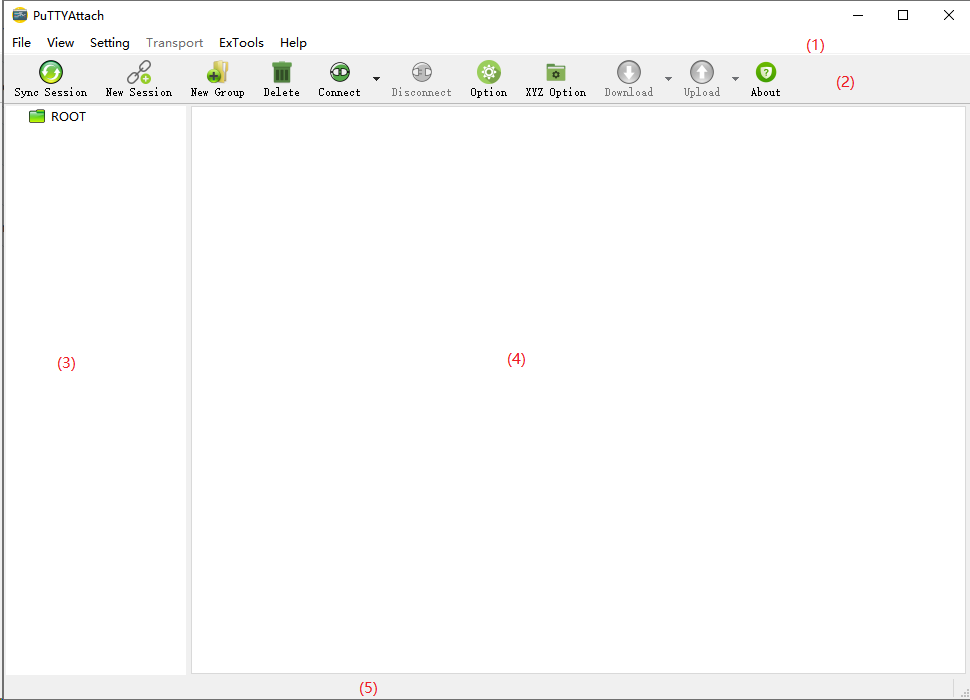 PuTTYAttach
File View Setting Transport ExTools Help
(1)
Sync Session New Session New Group Delete Connect Disconnect Option XYZ Option Download Upload About
(2)
ROOT
(3)
(4)
(5)